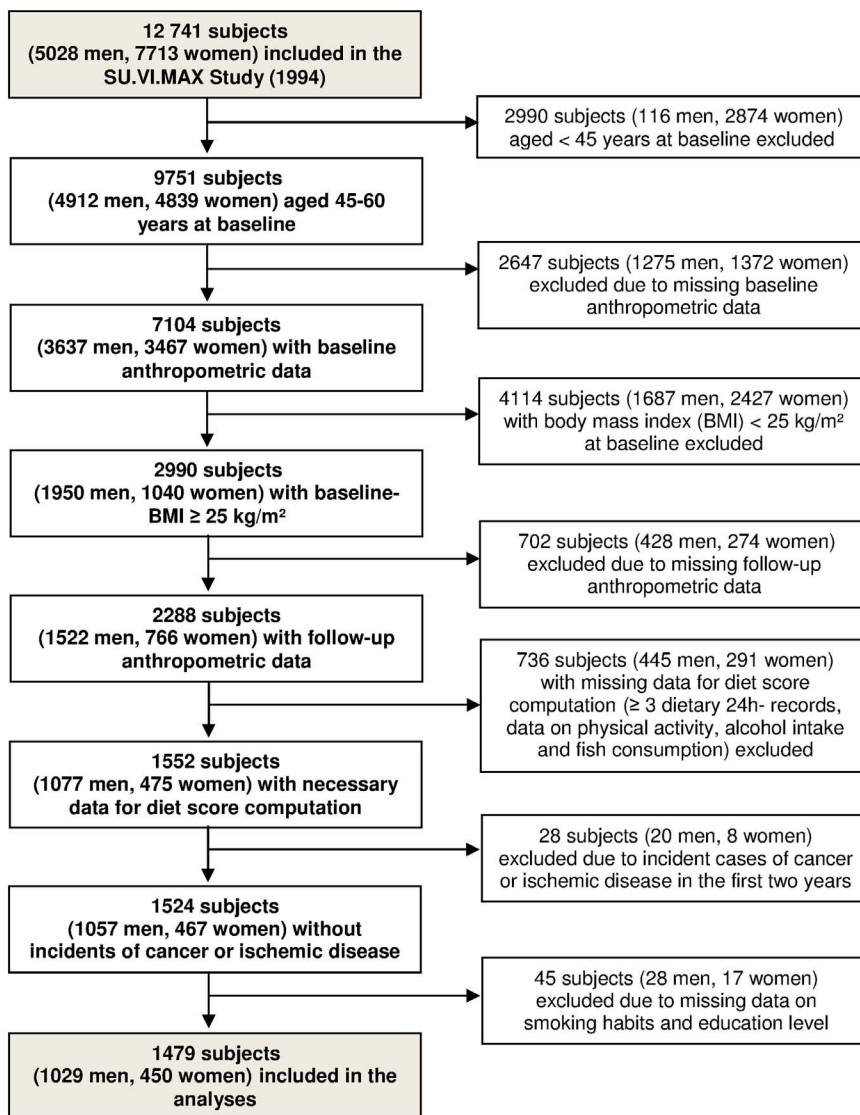 12 741 subjects
(5028 men, 7713 women) included in the
SU.VI.MAX Study (1994)
2990 subjects (116 men, 2874 women)
aged < 45 years at baseline excluded
9751 subjects
(4912 men, 4839 women) aged 45-60
years at baseline
2647 subjects (1275 men, 1372 women)
excluded due to missing baseline
anthropometric data
7104 subjects
(3637 men, 3467 women) with baseline
anthropometric data
4114 subjects (1687 men, 2427 women)
with body mass index (BMI) < 25 kg/m²
at baseline excluded
2990 subjects
(1950 men, 1040 women) with baseline-
BMI ≥ 25 kg/m²
702 subjects (428 men, 274 women)
excluded due to missing follow-up
anthropometric data
2288 subjects
(1522 men, 766 women) with follow-up
anthropometric data
736 subjects (445 men, 291 women)
with missing data for diet score
computation (≥ 3 dietary 24h- records,
data on physical activity, alcohol intake
and fish consumption) excluded
1552 subjects
(1077 men, 475 women) with necessary
data for diet score computation
28 subjects (20 men, 8 women)
excluded due to incident cases of cancer
or ischemic disease in the first two years
1524 subjects
(1057 men, 467 women) without
incidents of cancer or ischemic disease
45 subjects (28 men, 17 women)
excluded due to missing data on
smoking habits and education level
1479 subjects
(1029 men, 450 women) included in the
analyses